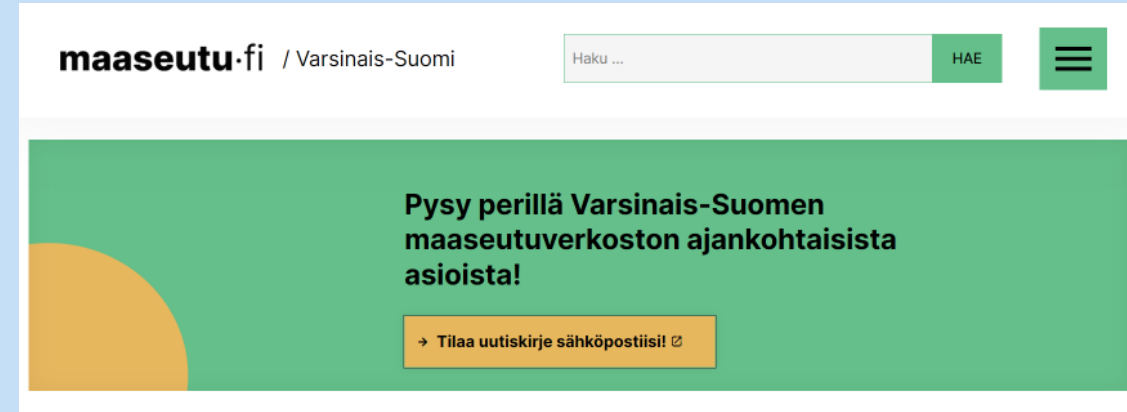 maaseutu·fi / Varsinais-Suomi
Haku ...
HAE
Pysy perillä Varsinais-Suomen
maaseutuverkoston ajankohtaisista
asioista!
→ Tilaa uutiskirje sähköpostiisi!